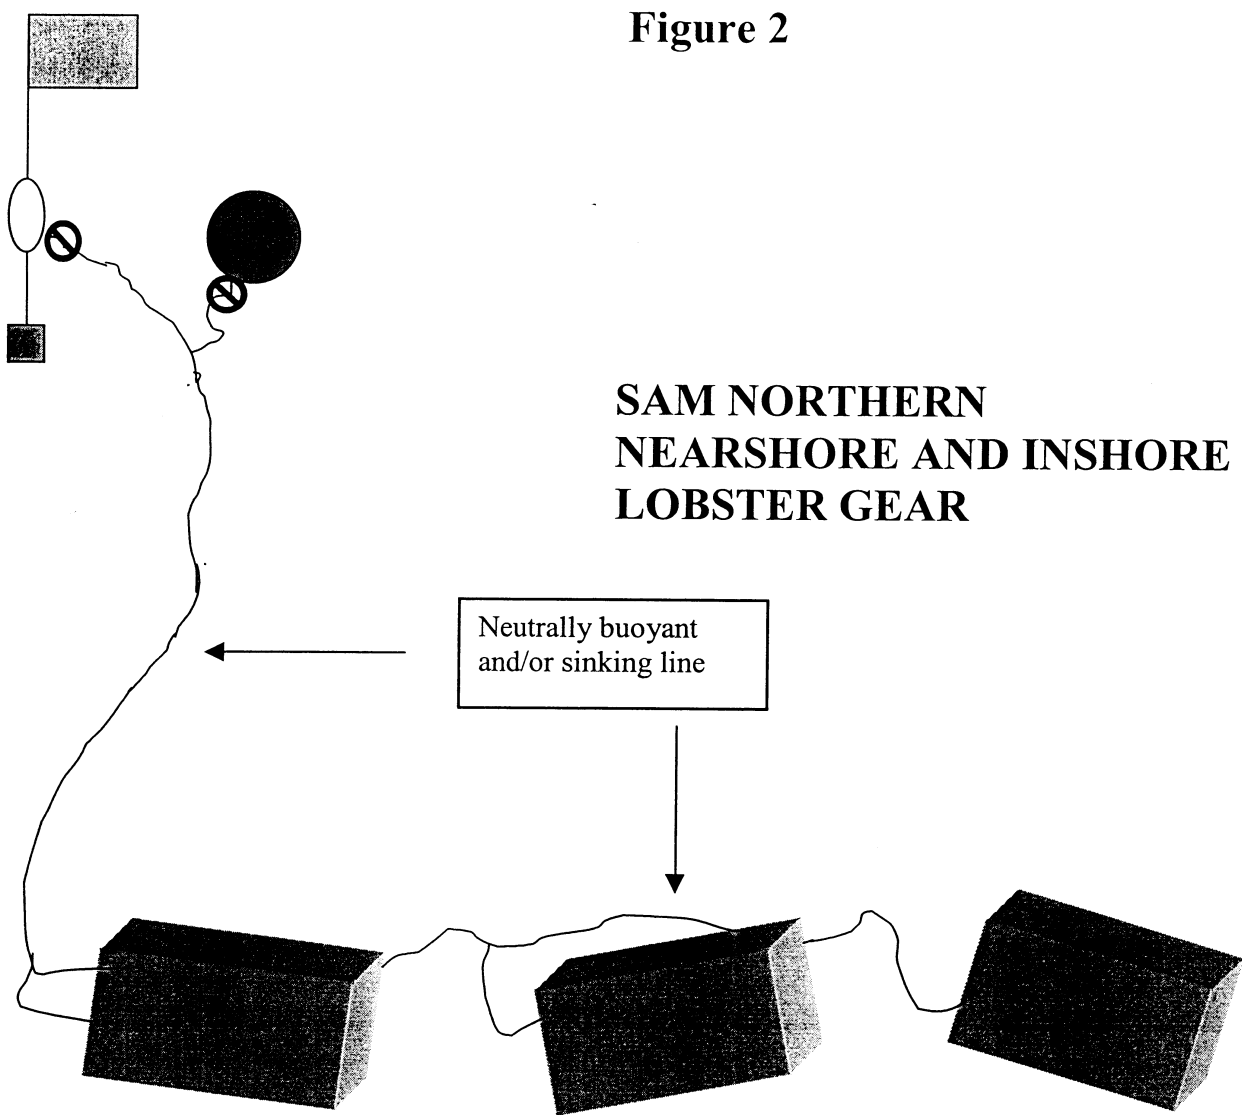 Figure 2
SAM NORTHERN
NEARSHORE AND INSHORE
LOBSTER GEAR
Neutrally buoyant
and/or sinking line